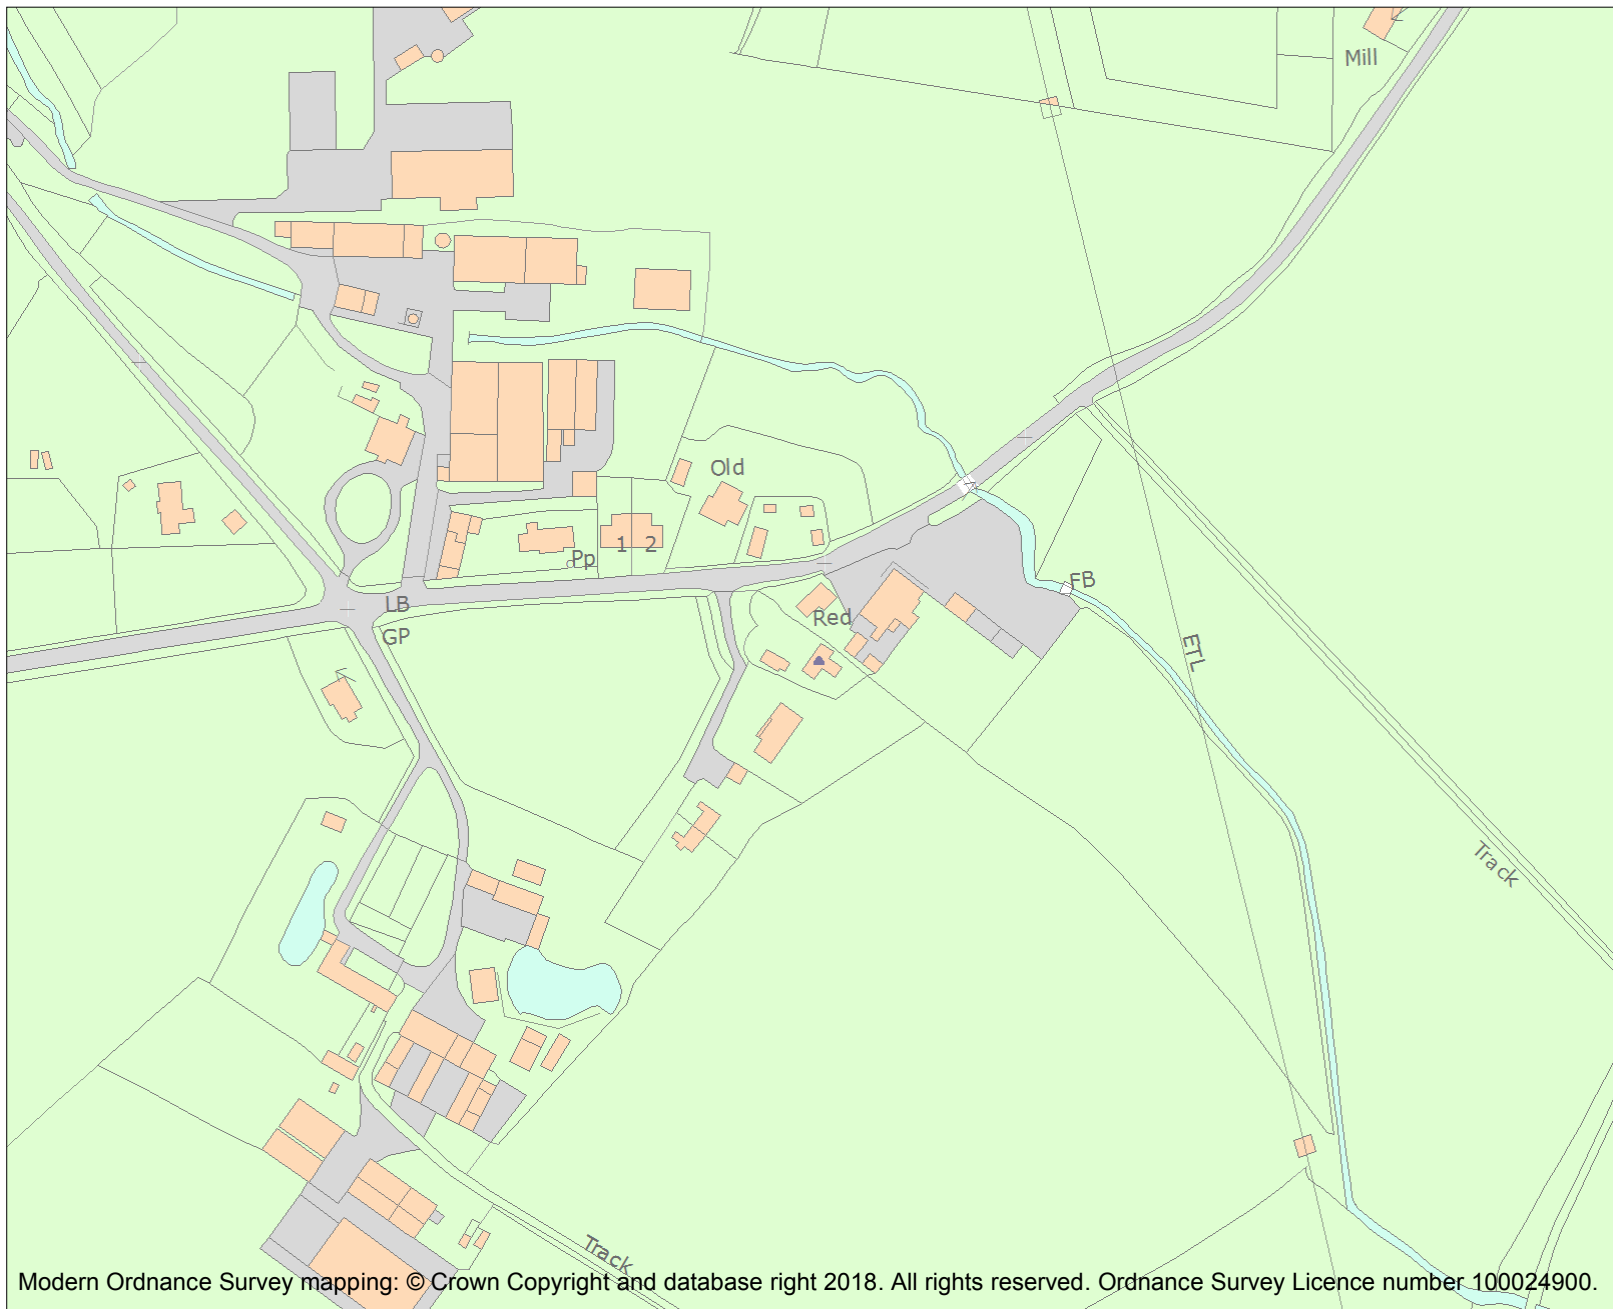 Mill
Old
Pp
1
2
FB
LB
GP
Red
ETL
Track
Track
Modern Ordnance Survey mapping: © Crown Copyright and database right 2018. All rights reserved. Ordnance Survey Licence number 100024900.